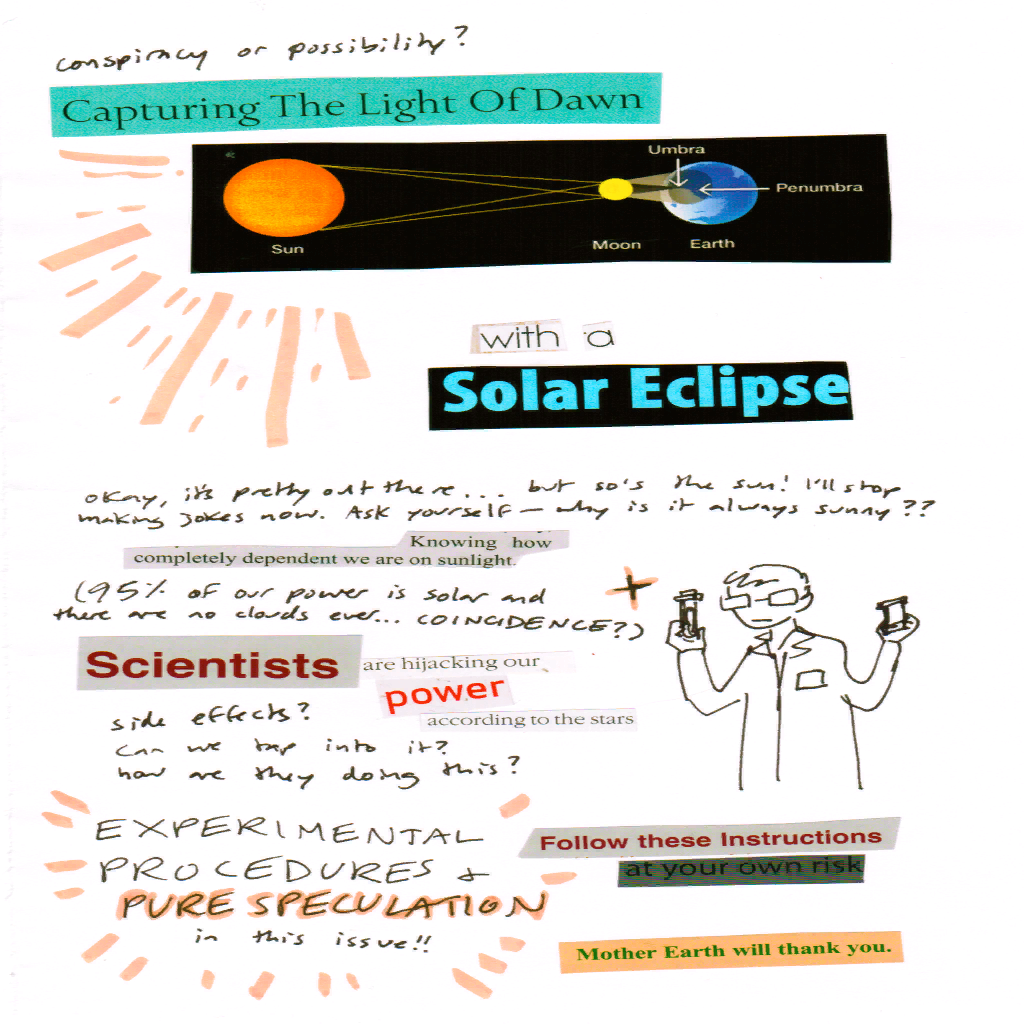 conspiracy or possibility?
Capturing The Light Of Dawn
Umbra
Penumbra
Sun
Moon
Earth
with a
Solar Eclipse
okay, it's pretty out there... but so's the sun! I'll stop
making jokes now. Ask yourself — why is it always sunny??
Knowing how
completely dependent we are on sunlight.
(95% of our power is solar and
there are no clouds ever... COINCIDENCE?)
+
Scientists
are hijacking our
power
according to the stars
side effects?
can we tap into it?
how are they doing this?
EXPERIMENTAL
PROCEDURES +
PURE SPECULATION
in this issue!!
Follow these Instructions
at your own risk
Mother Earth will thank you.